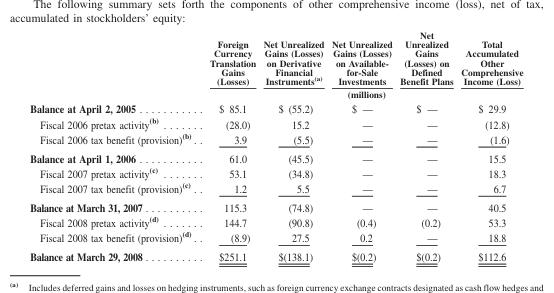 The following summary sets forth the components of other comprehensive income (loss), net of tax,
accumulated in stockholders' equity:
Foreign Currency Translation Gains (Losses) Net Unrealized Gains (Losses) on Derivative Financial Instruments(a) Net Unrealized Gains (Losses) on Available-for-Sale Investments Net Unrealized Gains (Losses) on Defined Benefit Plans Total Accumulated Other Comprehensive Income (Loss)
(millions)
Balance at April 2, 2005 . . . . . . . . . . . $ 85.1 $ (55.2) $ — $ — $ 29.9
Fiscal 2006 pretax activity(b) . . . . . . . (28.0) 15.2 — — (12.8)
Fiscal 2006 tax benefit (provision)(b) . . 3.9 (5.5) — — (1.6)
Balance at April 1, 2006 . . . . . . . . . . . 61.0 (45.5) — — 15.5
Fiscal 2007 pretax activity(c) . . . . . . . 53.1 (34.8) — — 18.3
Fiscal 2007 tax benefit (provision)(c) . . 1.2 5.5 — — 6.7
Balance at March 31, 2007 . . . . . . . . . 115.3 (74.8) — — 40.5
Fiscal 2008 pretax activity(d) . . . . . . . 144.7 (90.8) (0.4) (0.2) 53.3
Fiscal 2008 tax benefit (provision)(d) . . (8.9) 27.5 0.2 — 18.8
Balance at March 29, 2008 . . . . . . . . . $251.1 $(138.1) $(0.2) $(0.2) $112.6
(a) Includes deferred gains and losses on hedging instruments, such as foreign currency exchange contracts designated as cash flow hedges and